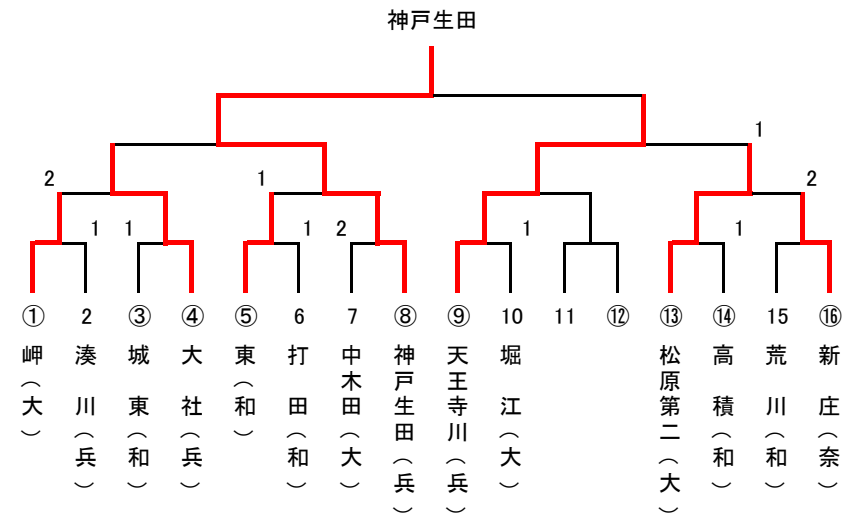 神戸生田
1
2
1
2
1
1
1
2
1
1
①
2
③
④
⑤
6
7
⑧
⑨
10
11
⑫
⑬
⑭
15
⑯
岬(大)
湊川(兵)
城東(和)
大社(兵)
東(和)
打田(和)
中木田(大)
神戸生田(兵)
天王寺川(兵)
堀江(大)
松原第二(大)
高積(和)
荒川(和)
新庄(奈)